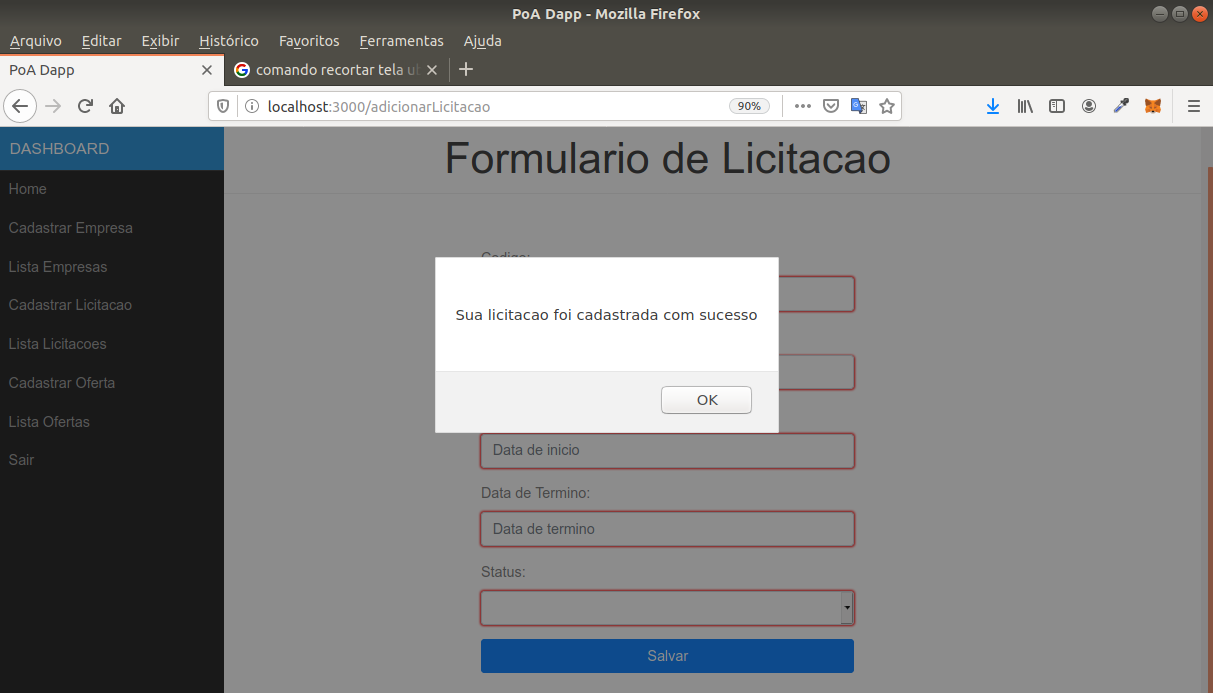 PoA Dapp - Mozilla Firefox
Arquivo Editar Exibir Histórico Favoritos Ferramentas Ajuda
PoA Dapp
comando recortar tela
localhost:3000/adicionarLicitacao
90%
DASHBOARD
Home
Cadastrar Empresa
Lista Empresas
Cadastrar Licitacao
Lista Licitacoes
Cadastrar Oferta
Lista Ofertas
Sair
Formulario de Licitacao
Codigo:
Sua licitacao foi cadastrada com sucesso
OK
Data de inicio
Data de Termino:
Data de termino
Status:
Salvar